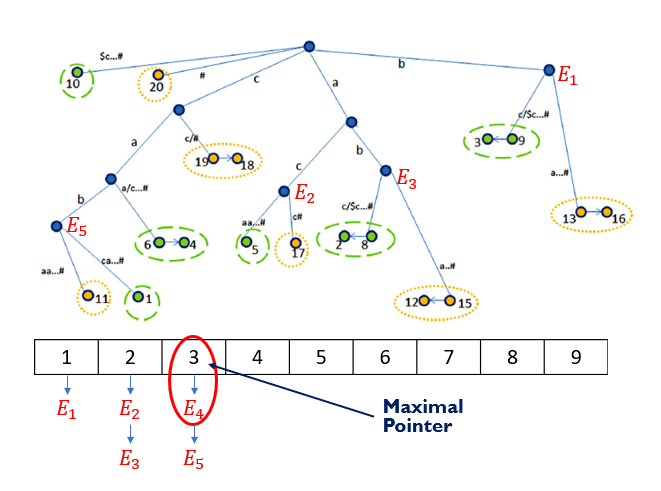 $c...#
#
c
a
b
10
20
E1
c/$c...#
3
9
a
c/#
19
18
c
b
a...#
b
a/c...#
E2
E3
c/$c...#
13
16
E5
6
4
aa...#
c#
5
17
2
8
aa...#
ca...#
a..#
11
1
12
15
1 2 3 4 5 6 7 8 9
E1 E2 E4
Maximal
Pointer
E3 E5